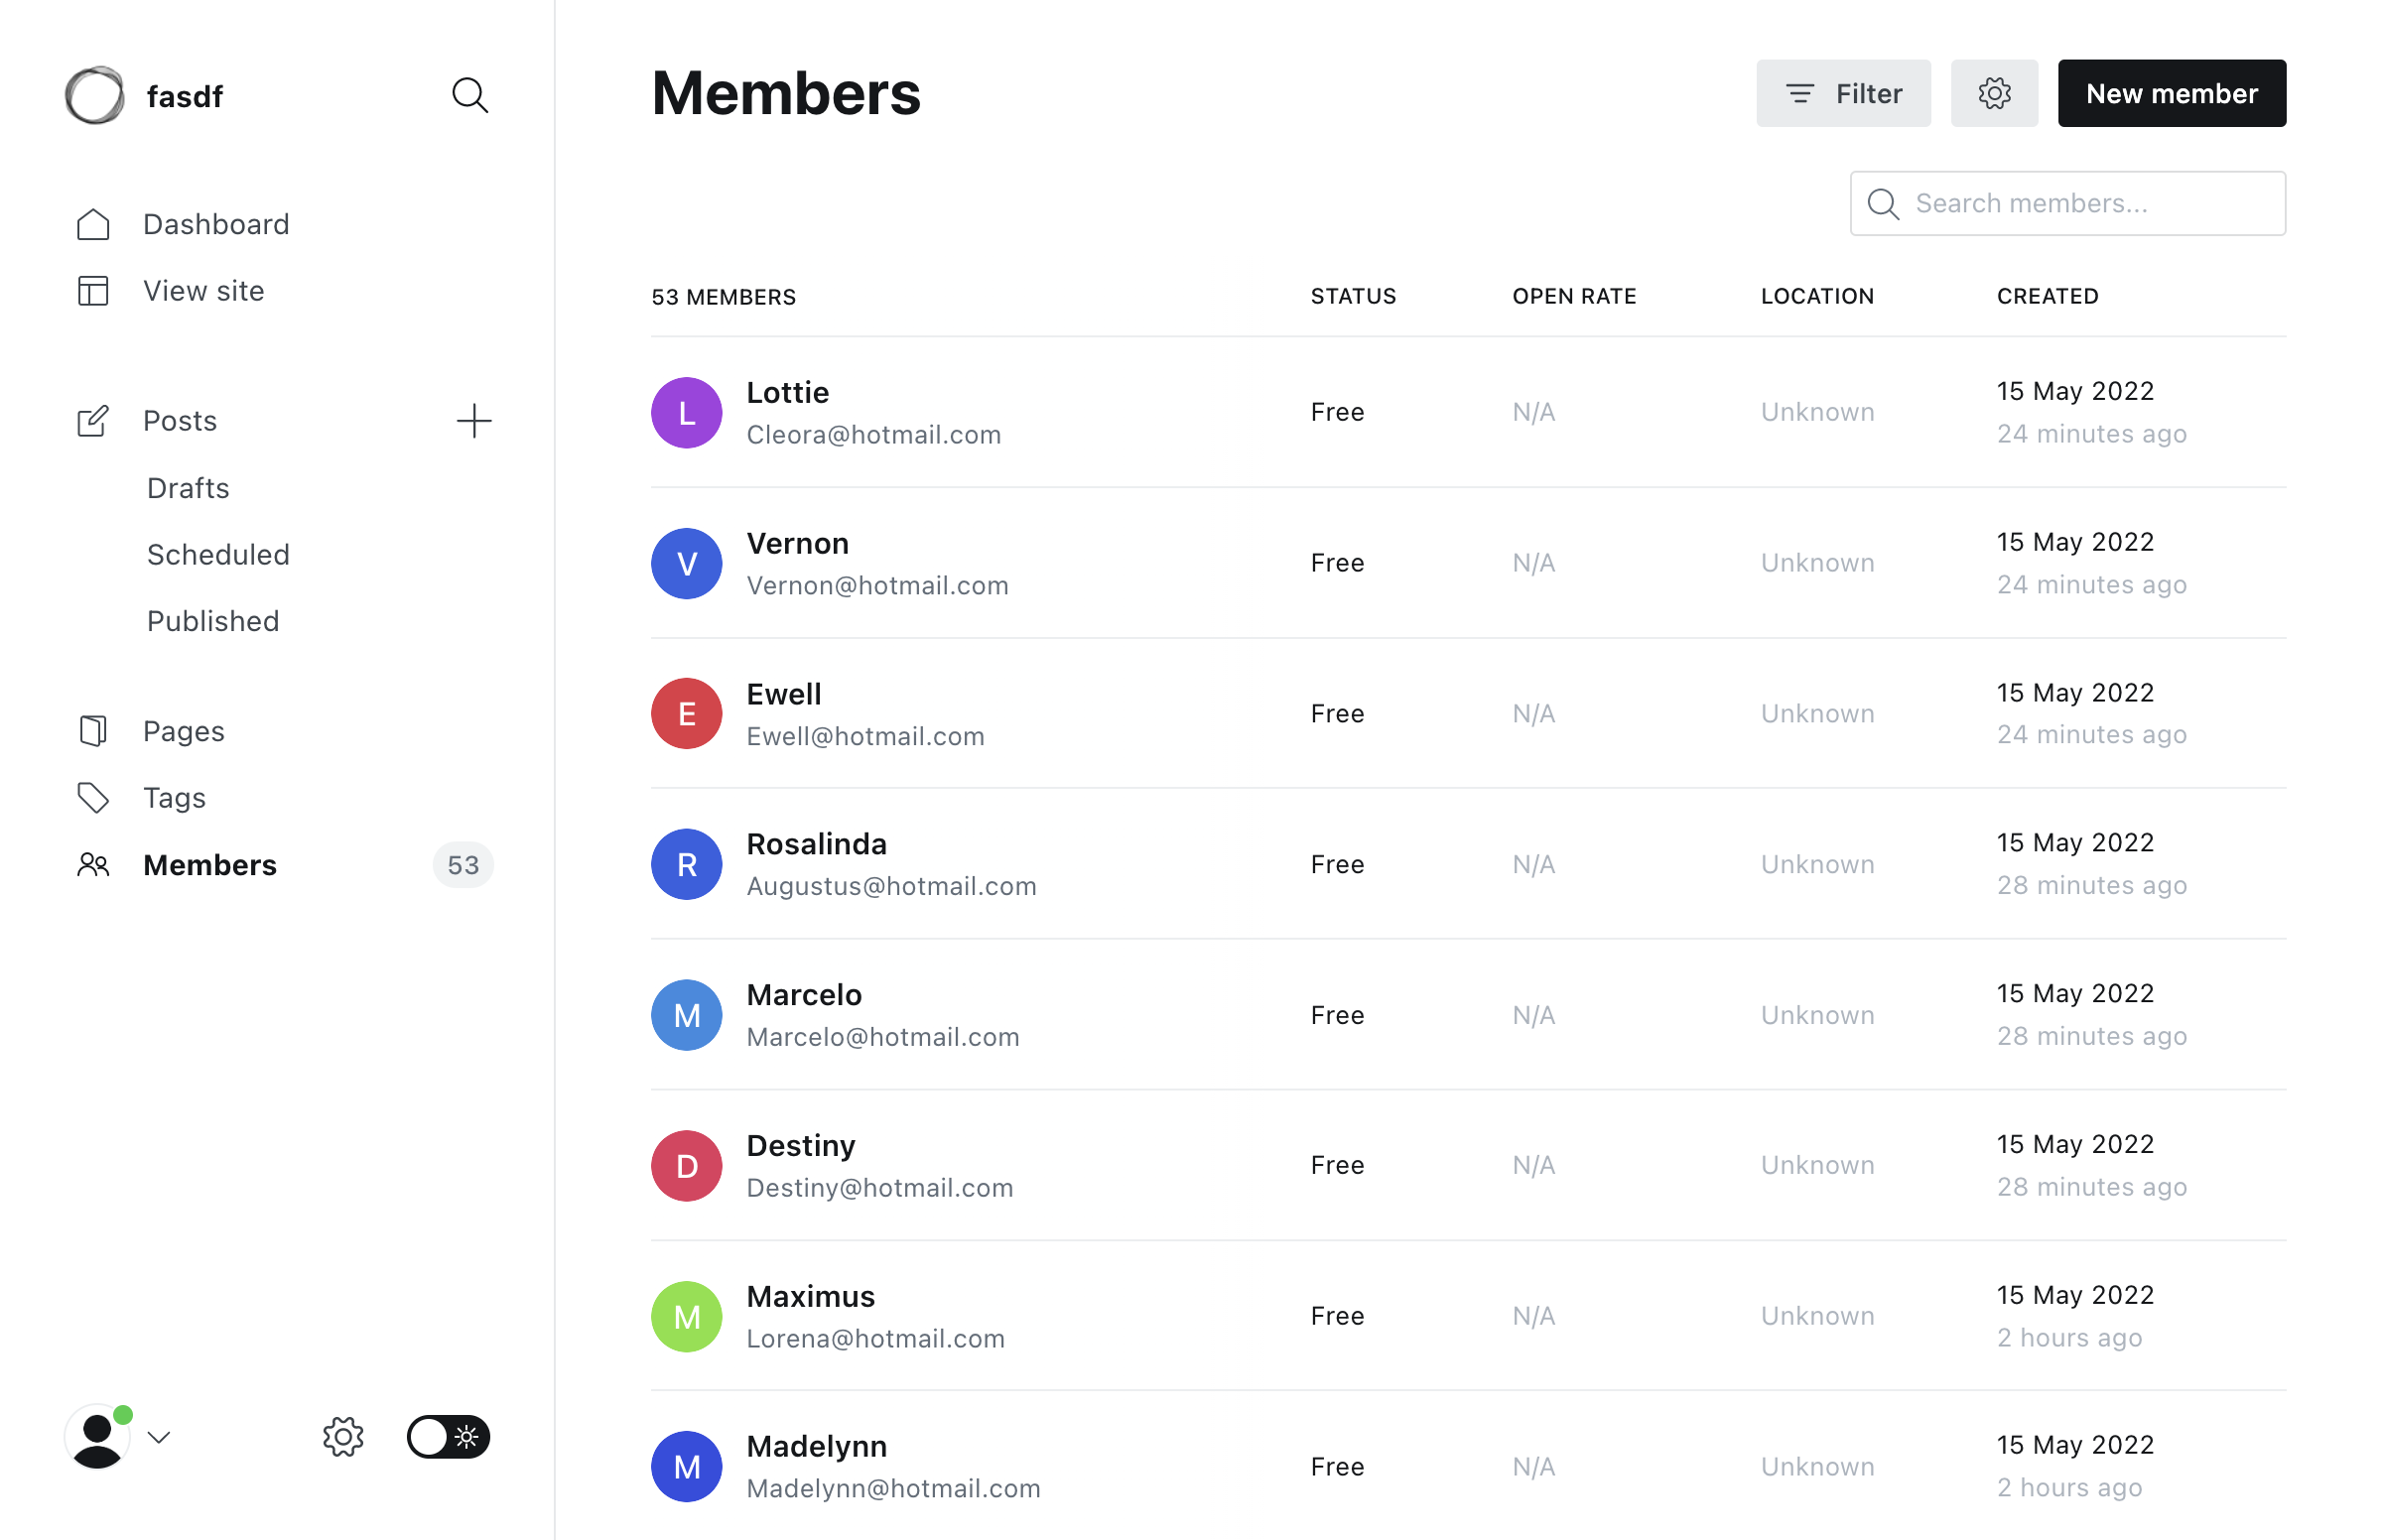 fasdf
Dashboard
View site
Posts
Drafts
Scheduled
Published
Pages
Tags
Members 53
Members
Filter
New member
Search members...
53 MEMBERS STATUS OPEN RATE LOCATION CREATED
L Lottie Cleora@hotmail.com Free N/A Unknown 15 May 2022 24 minutes ago
V Vernon Vernon@hotmail.com Free N/A Unknown 15 May 2022 24 minutes ago
E Ewell Ewell@hotmail.com Free N/A Unknown 15 May 2022 24 minutes ago
R Rosalinda Augustus@hotmail.com Free N/A Unknown 15 May 2022 28 minutes ago
M Marcelo Marcelo@hotmail.com Free N/A Unknown 15 May 2022 28 minutes ago
D Destiny Destiny@hotmail.com Free N/A Unknown 15 May 2022 28 minutes ago
M Maximus Lorena@hotmail.com Free N/A Unknown 15 May 2022 2 hours ago
M Madelynn Madelynn@hotmail.com Free N/A Unknown 15 May 2022 2 hours ago